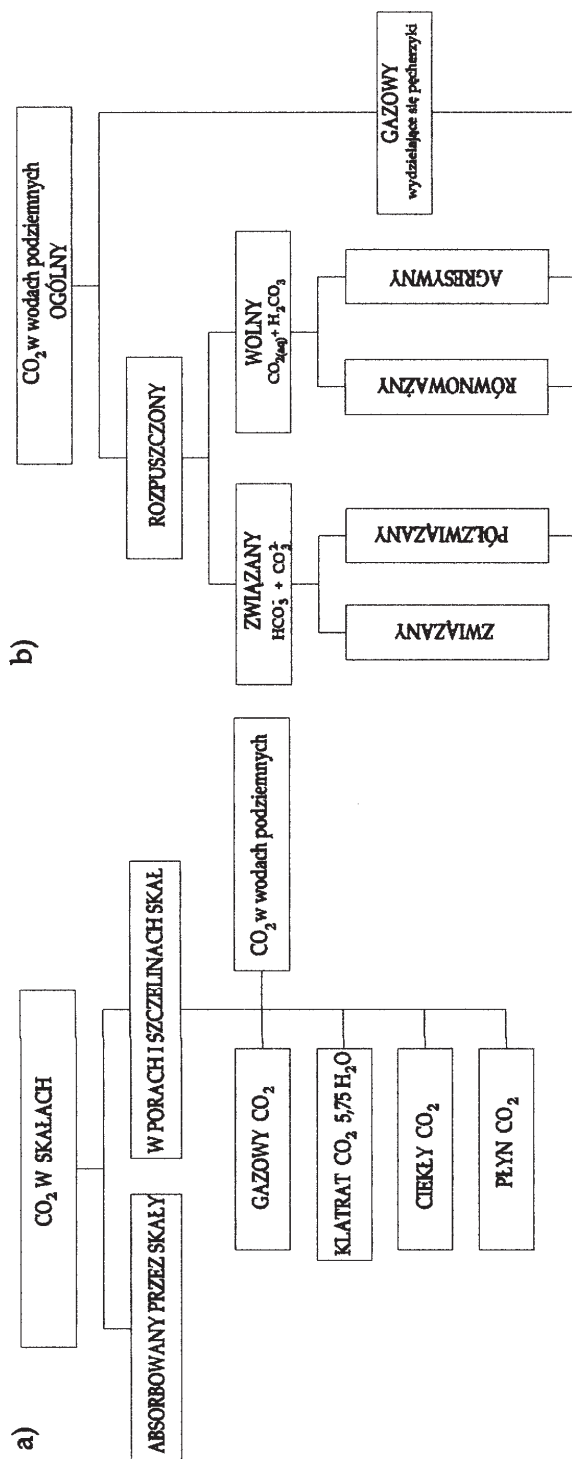 a)
CO₂ W SKAŁACH
ABSORBOWANY PRZEZ SKAŁY
W PORACH I SZCZELINACH SKAŁ
GAZOWY CO₂
CO₂ w wodach podziemnych
KLATRAT CO₂ 5,75 H₂O
CIEKŁY CO₂
PŁYN CO₂
b)
CO₂ w wodach podziemnych
OGÓLNY
ROZPUSZCZONY
ZWIĄZANY
HCO₃⁻ + CO₃²⁻
WOLNY
CO₂(aq) + H₂CO₃
GAZOWY
wydzielające się pęcherzyki
ZWIĄZANY
PÓŁZWIĄZANY
RÓWNOWAŻNY
AGRESYWNY